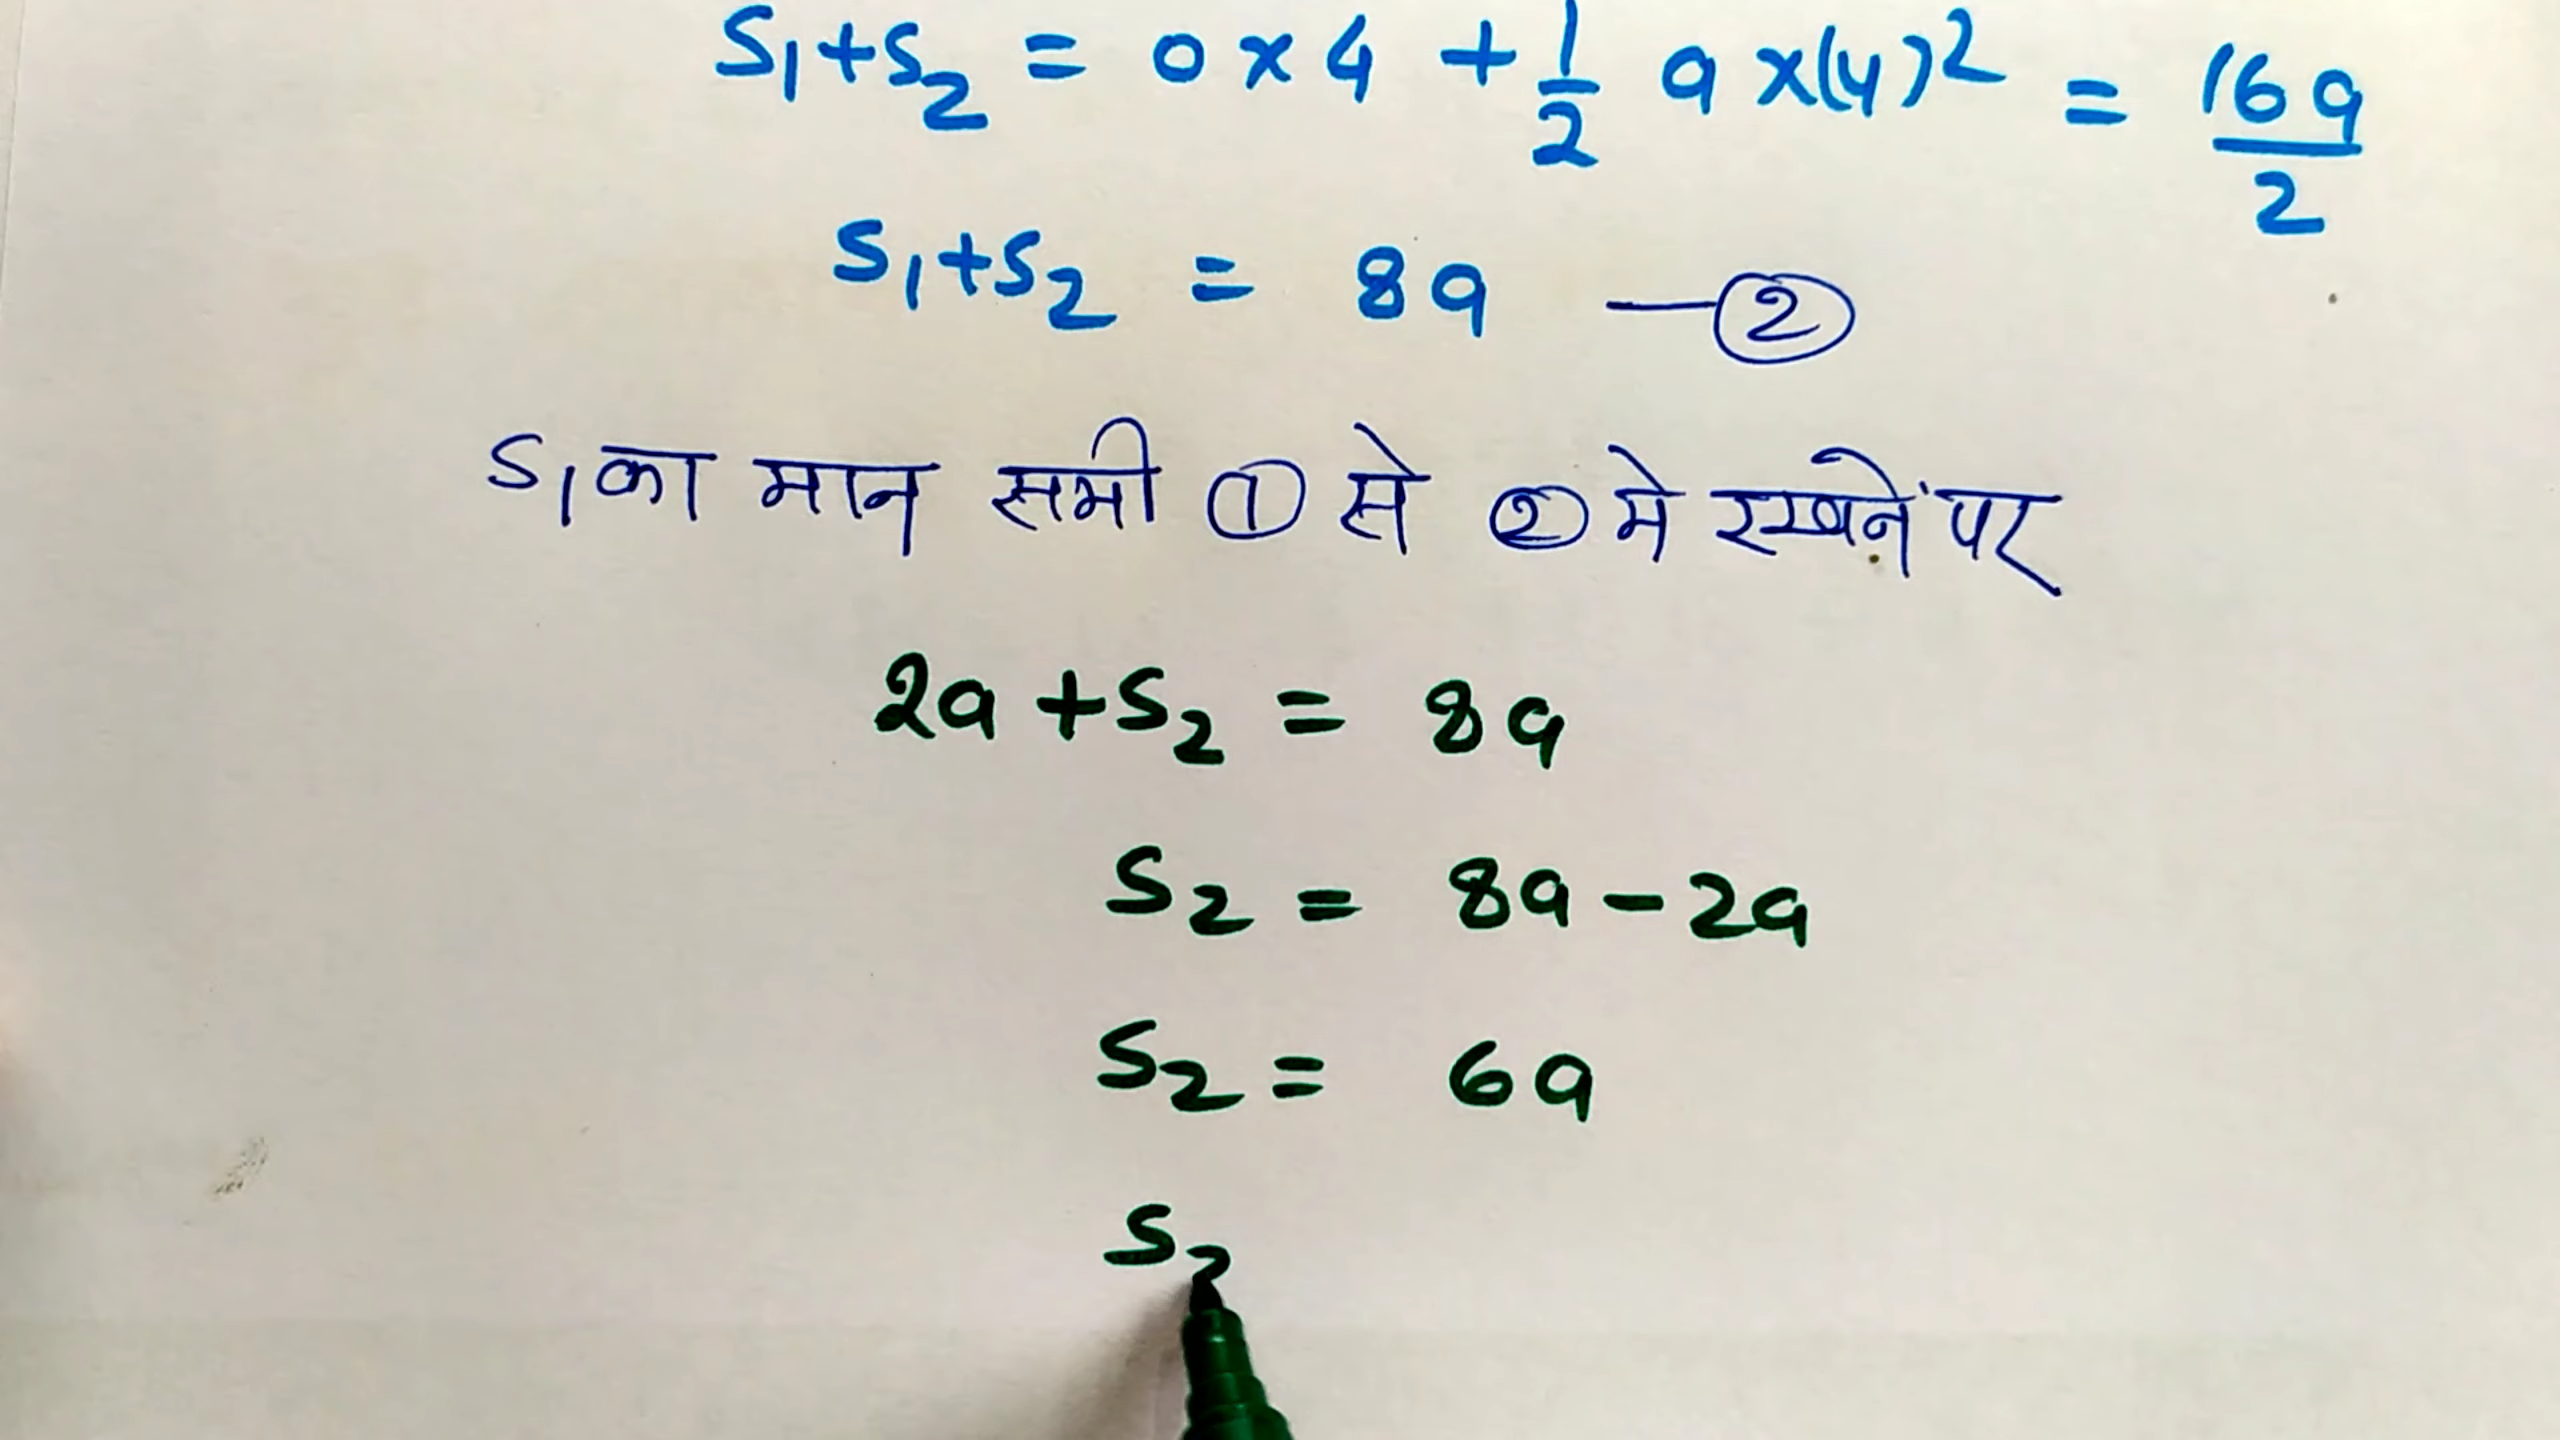 S₁+S₂ = 0 × 4 + 1/2 a ×(4)² = 16a/2
S₁+S₂ = 8a —②
S₁ का मान समी ① से ② मे रखनें पर
2a + S₂ = 8a
S₂ = 8a - 2a
S₂ = 6a
S₂